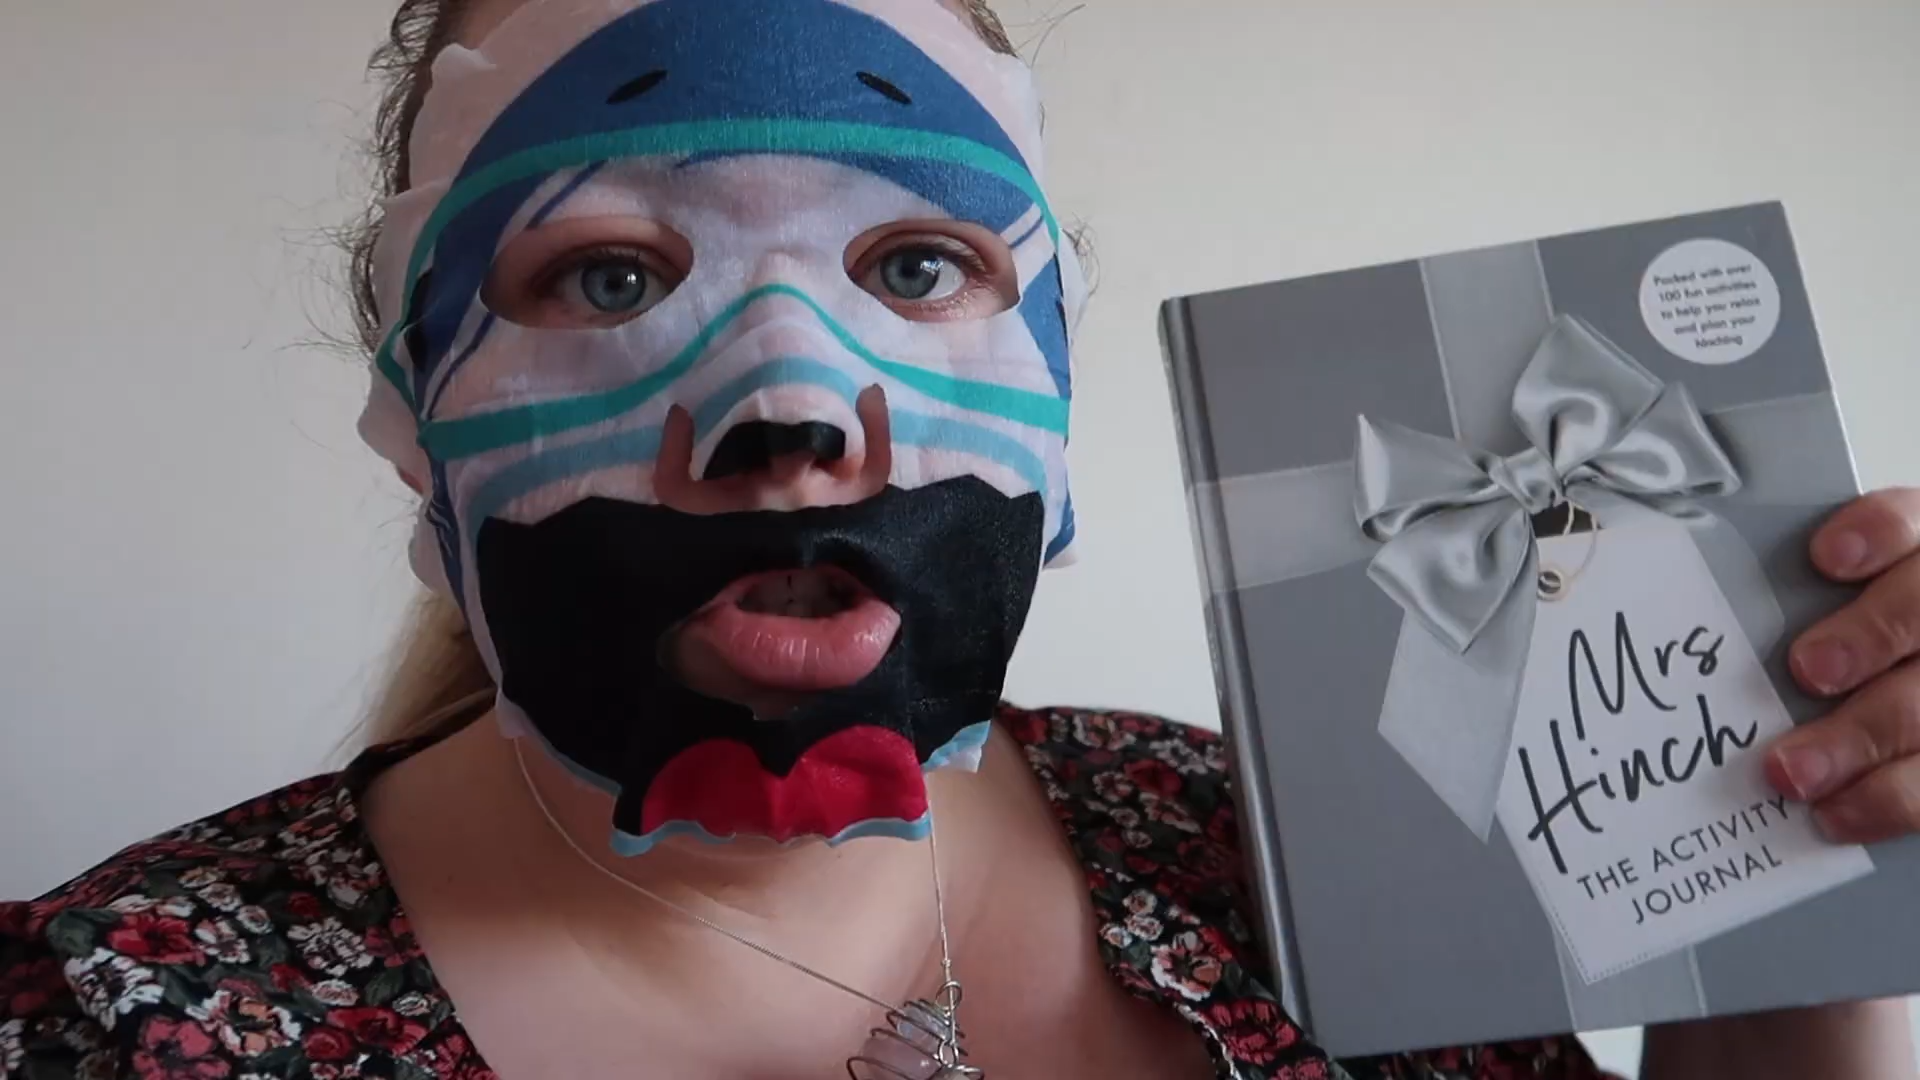 Packed with over
100 fun activities
to help you relax
and plan your
hinching
Mrs
Hinch
THE ACTIVITY
JOURNAL